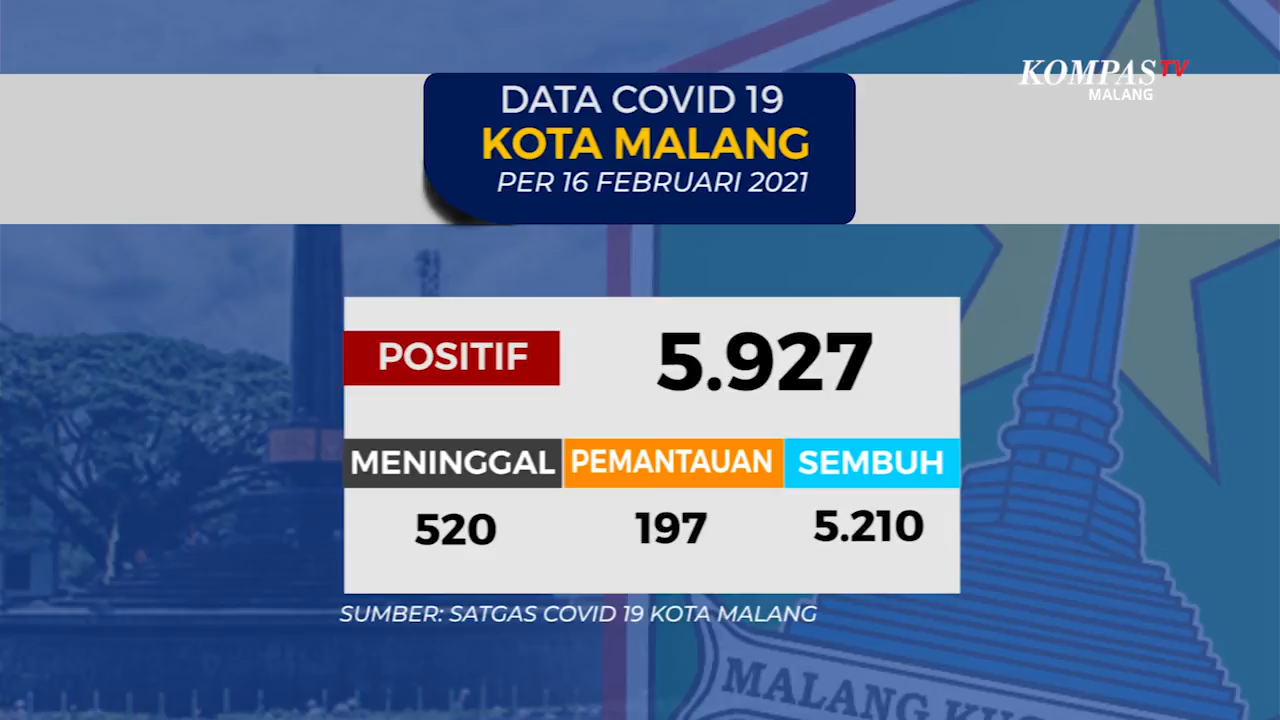 KOMPASTV
MALANG
DATA COVID 19
KOTA MALANG
PER 16 FEBRUARI 2021
POSITIF 5.927
MENINGGAL PEMANTAUAN SEMBUH
520 197 5.210
SUMBER: SATGAS COVID 19 KOTA MALANG
MALANG